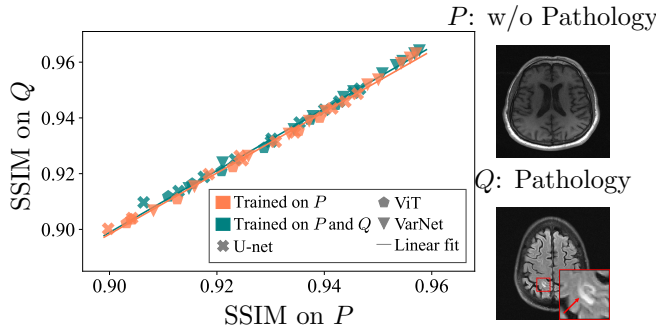 P: w/o Pathology
0.96
0.94
0.92
0.90
SSIM on Q
Trained on P
Trained on P and Q
U-net
ViT
VarNet
Linear fit
0.90 0.92 0.94 0.96
SSIM on P
Q: Pathology